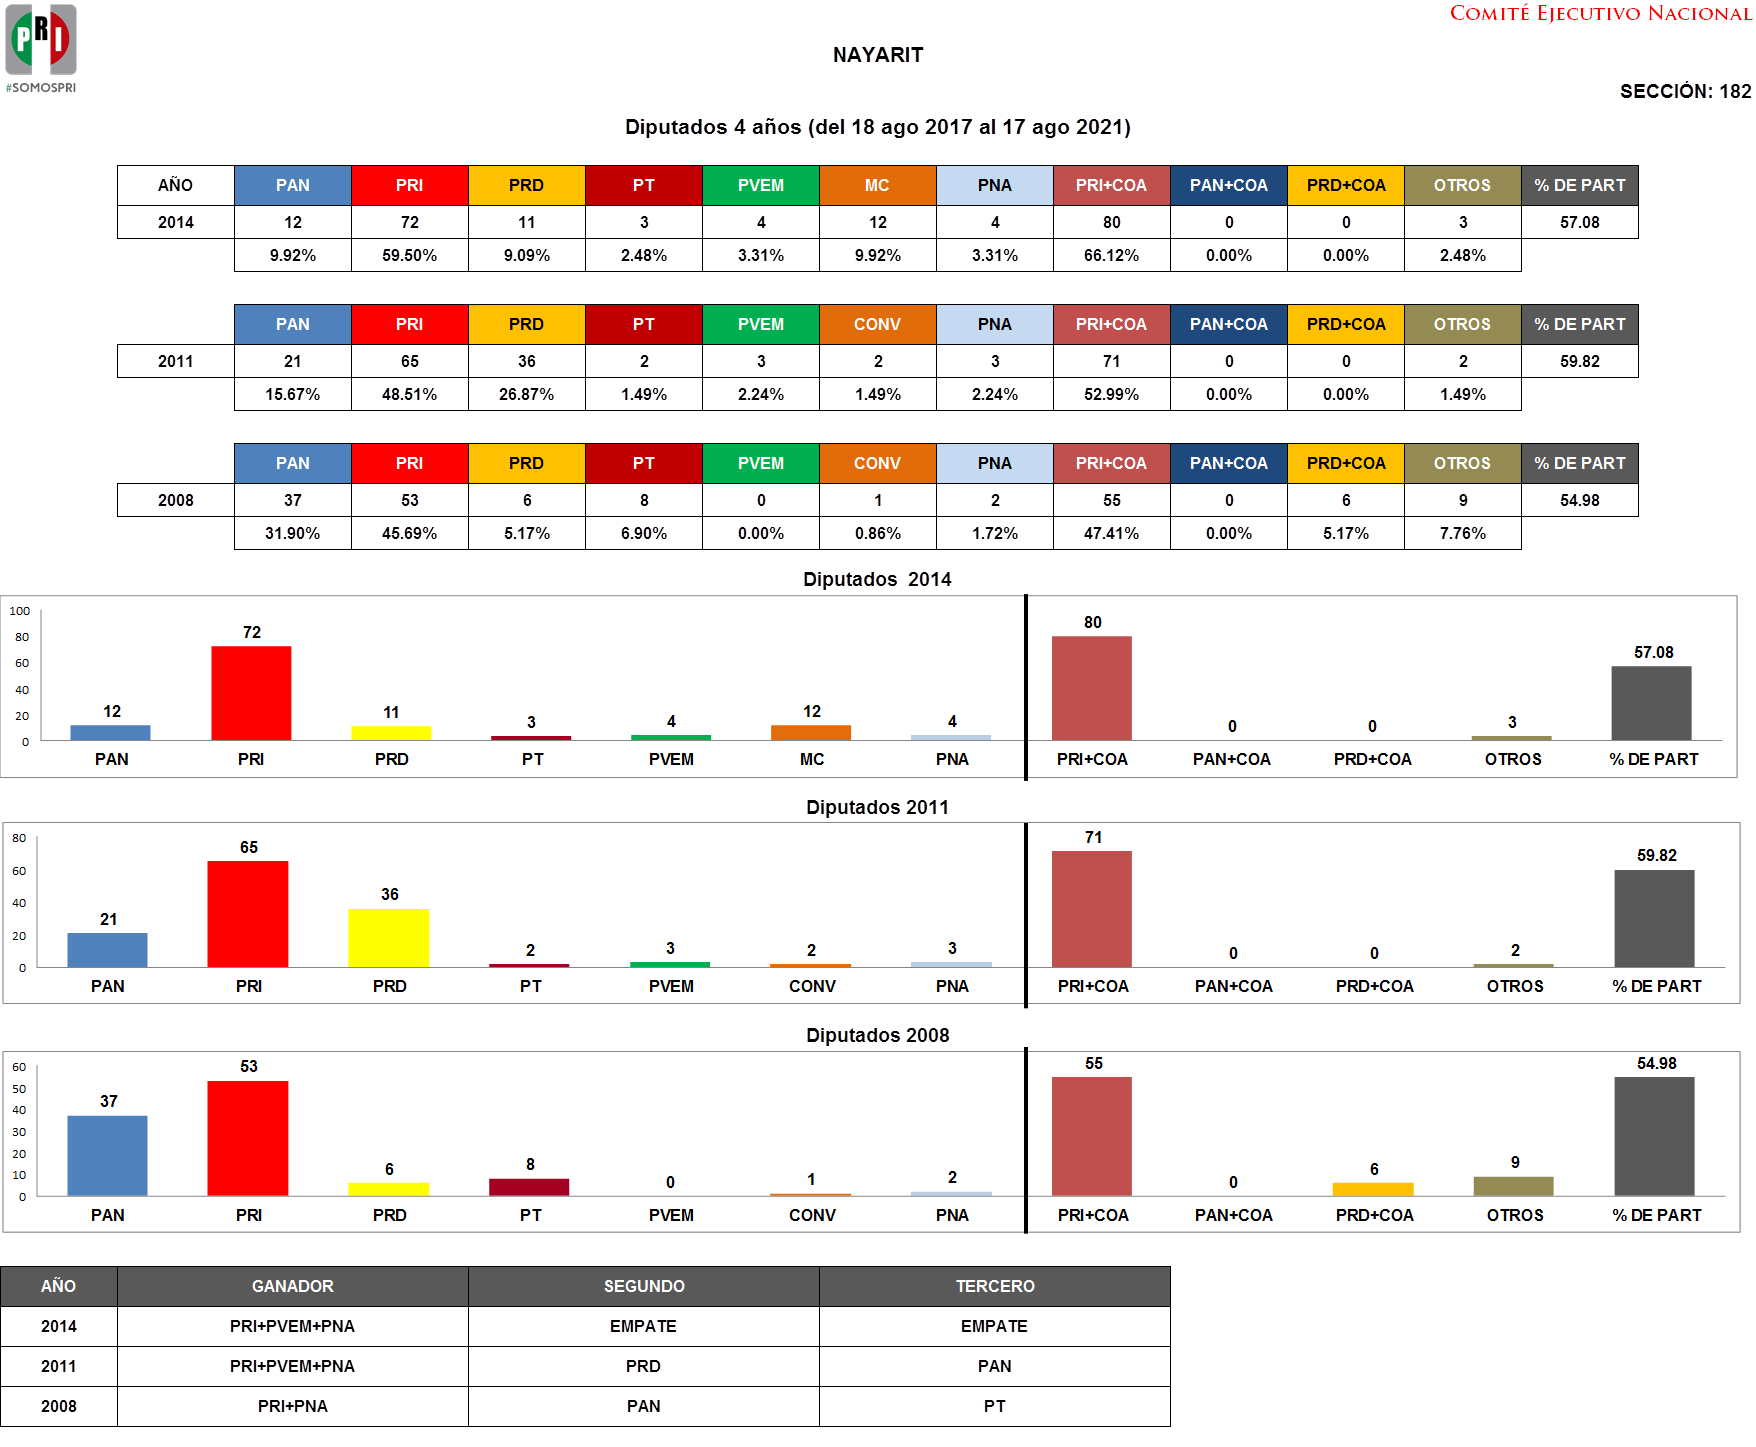 PRI
#SOMOSPRI
COMITÉ EJECUTIVO NACIONAL
NAYARIT
SECCIÓN: 182
Diputados 4 años (del 18 ago 2017 al 17 ago 2021)
AÑO PAN PRI PRD PT PVEM MC PNA PRI+COA PAN+COA PRD+COA OTROS % DE PART
2014 12 72 11 3 4 12 4 80 0 0 3 57.08
9.92% 59.50% 9.09% 2.48% 3.31% 9.92% 3.31% 66.12% 0.00% 0.00% 2.48%
PAN PRI PRD PT PVEM CONV PNA PRI+COA PAN+COA PRD+COA OTROS % DE PART
2011 21 65 36 2 3 2 3 71 0 0 2 59.82
15.67% 48.51% 26.87% 1.49% 2.24% 1.49% 2.24% 52.99% 0.00% 0.00% 1.49%
PAN PRI PRD PT PVEM CONV PNA PRI+COA PAN+COA PRD+COA OTROS % DE PART
2008 37 53 6 8 0 1 2 55 0 6 9 54.98
31.90% 45.69% 5.17% 6.90% 0.00% 0.86% 1.72% 47.41% 0.00% 5.17% 7.76%
Diputados 2014
100
80
60
40
20
0
12 72 11 3 4 12 4 80 0 0 3 57.08
PAN PRI PRD PT PVEM MC PNA PRI+COA PAN+COA PRD+COA OTROS % DE PART
Diputados 2011
80
60
40
20
0
21 65 36 2 3 2 3 71 0 0 2 59.82
PAN PRI PRD PT PVEM CONV PNA PRI+COA PAN+COA PRD+COA OTROS % DE PART
Diputados 2008
60
50
40
30
20
10
0
37 53 6 8 0 1 2 55 0 6 9 54.98
PAN PRI PRD PT PVEM CONV PNA PRI+COA PAN+COA PRD+COA OTROS % DE PART
AÑO GANADOR SEGUNDO TERCERO
2014 PRI+PVEM+PNA EMPATE EMPATE
2011 PRI+PVEM+PNA PRD PAN
2008 PRI+PNA PAN PT